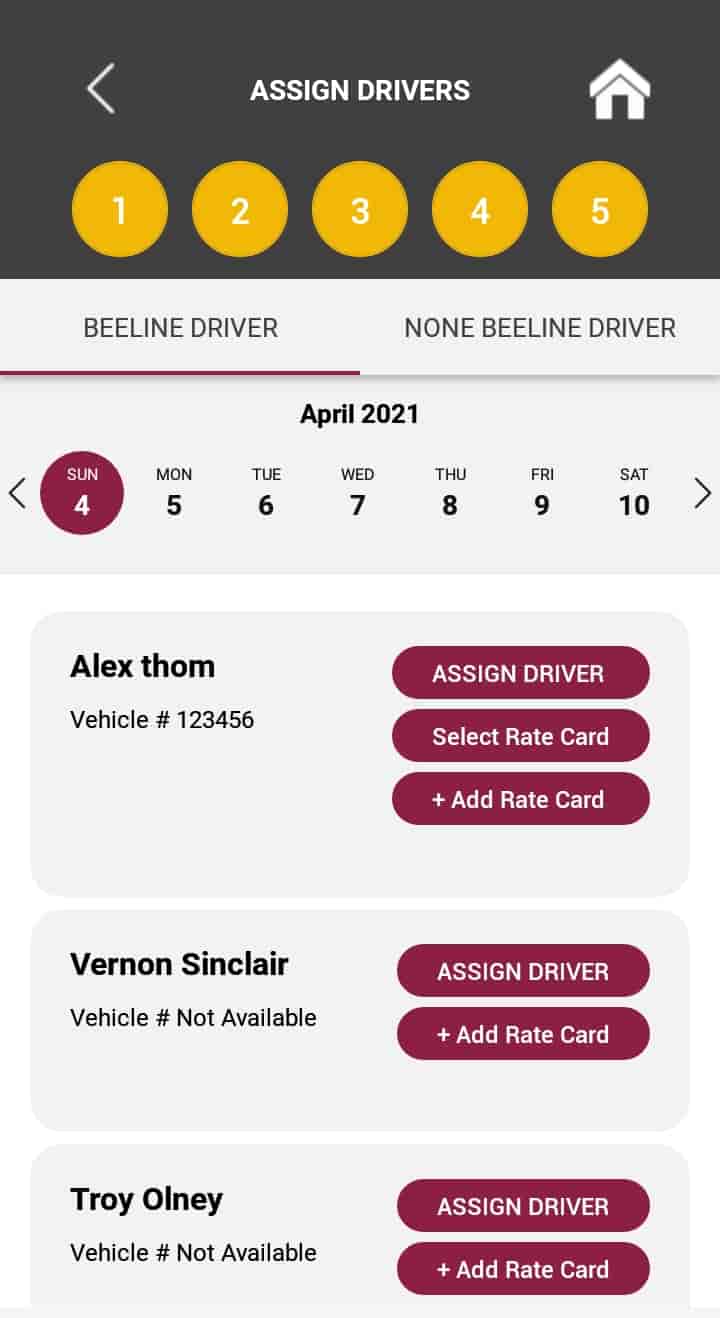 ASSIGN DRIVERS
1 2 3 4 5
BEELINE DRIVER NONE BEELINE DRIVER
April 2021
SUN MON TUE WED THU FRI SAT
4 5 6 7 8 9 10
Alex thom
ASSIGN DRIVER
Vehicle # 123456
Select Rate Card
+ Add Rate Card
Vernon Sinclair
ASSIGN DRIVER
Vehicle # Not Available
+ Add Rate Card
Troy Olney
ASSIGN DRIVER
Vehicle # Not Available
+ Add Rate Card